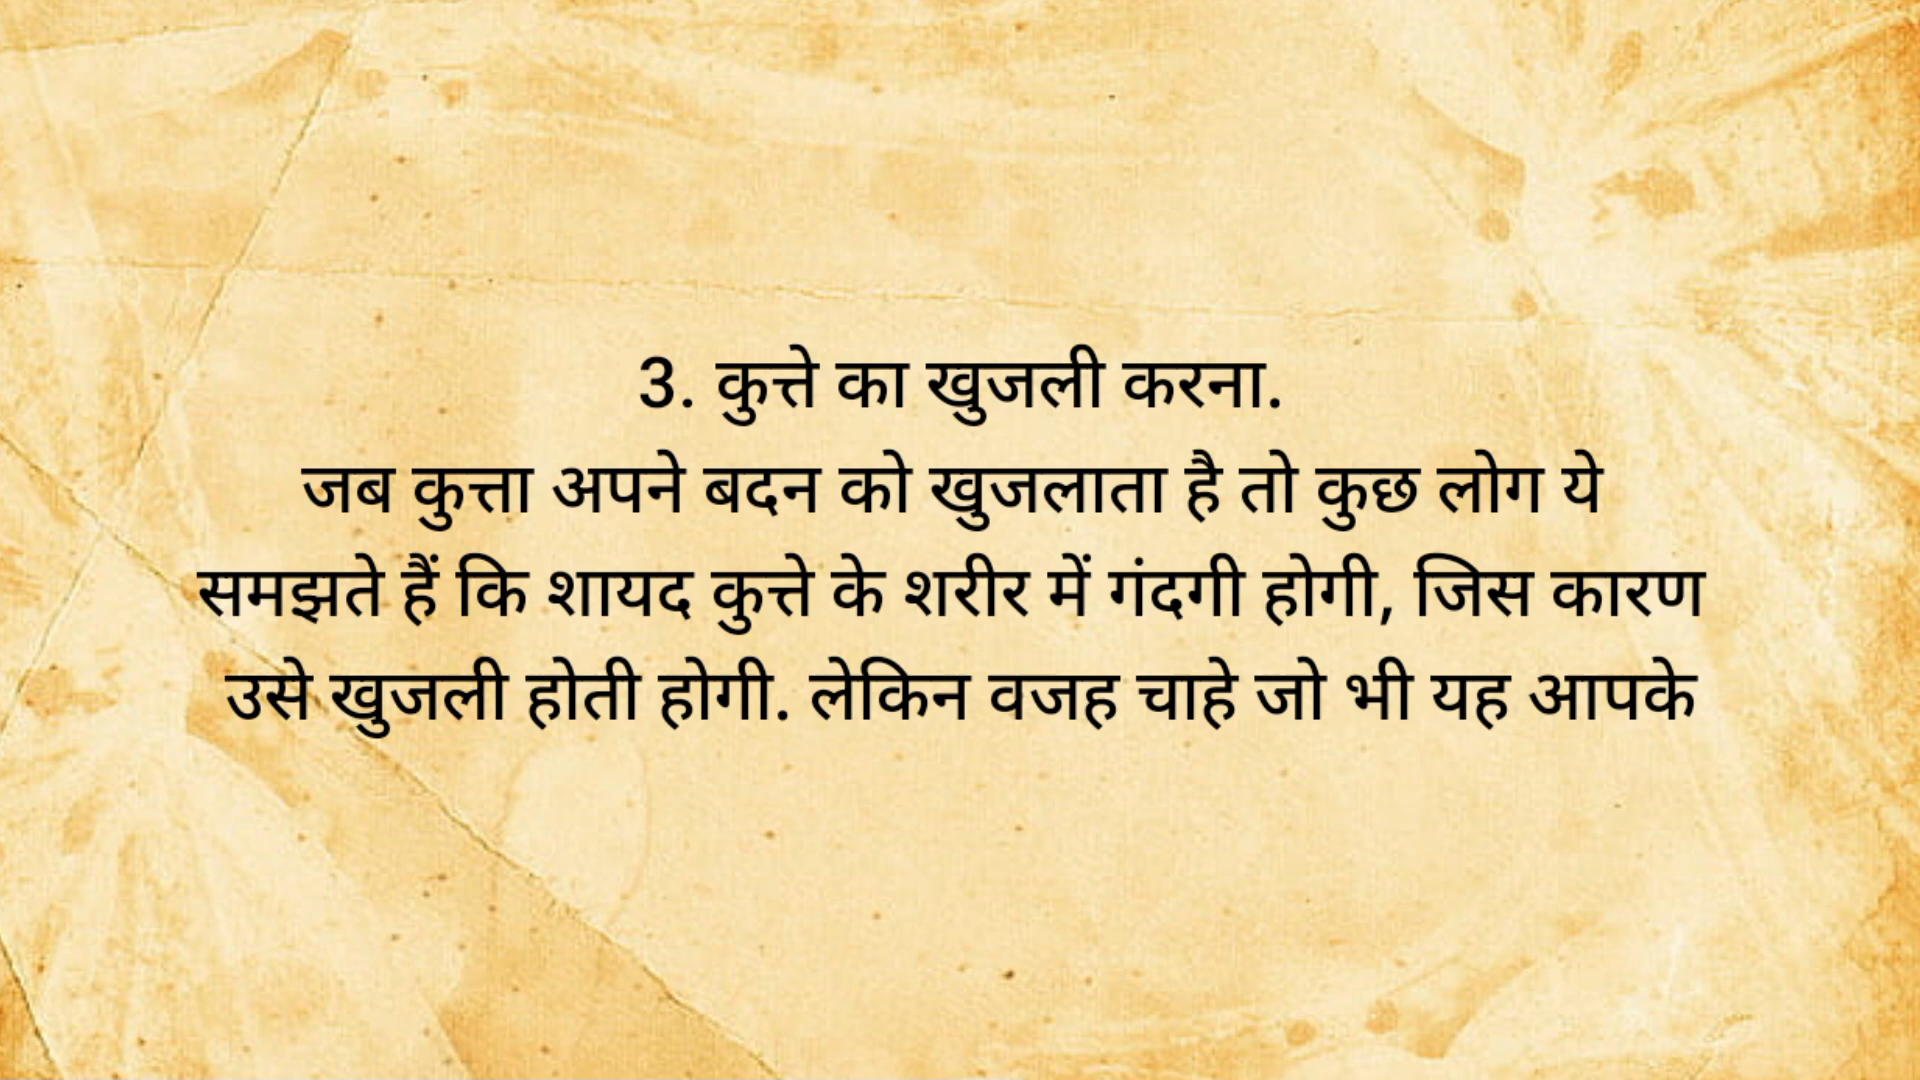 3. कुत्ते का खुजली करना.
जब कुत्ता अपने बदन को खुजलाता है तो कुछ लोग ये
समझते हैं कि शायद कुत्ते के शरीर में गंदगी होगी, जिस कारण
उसे खुजली होती होगी. लेकिन वजह चाहे जो भी यह आपके